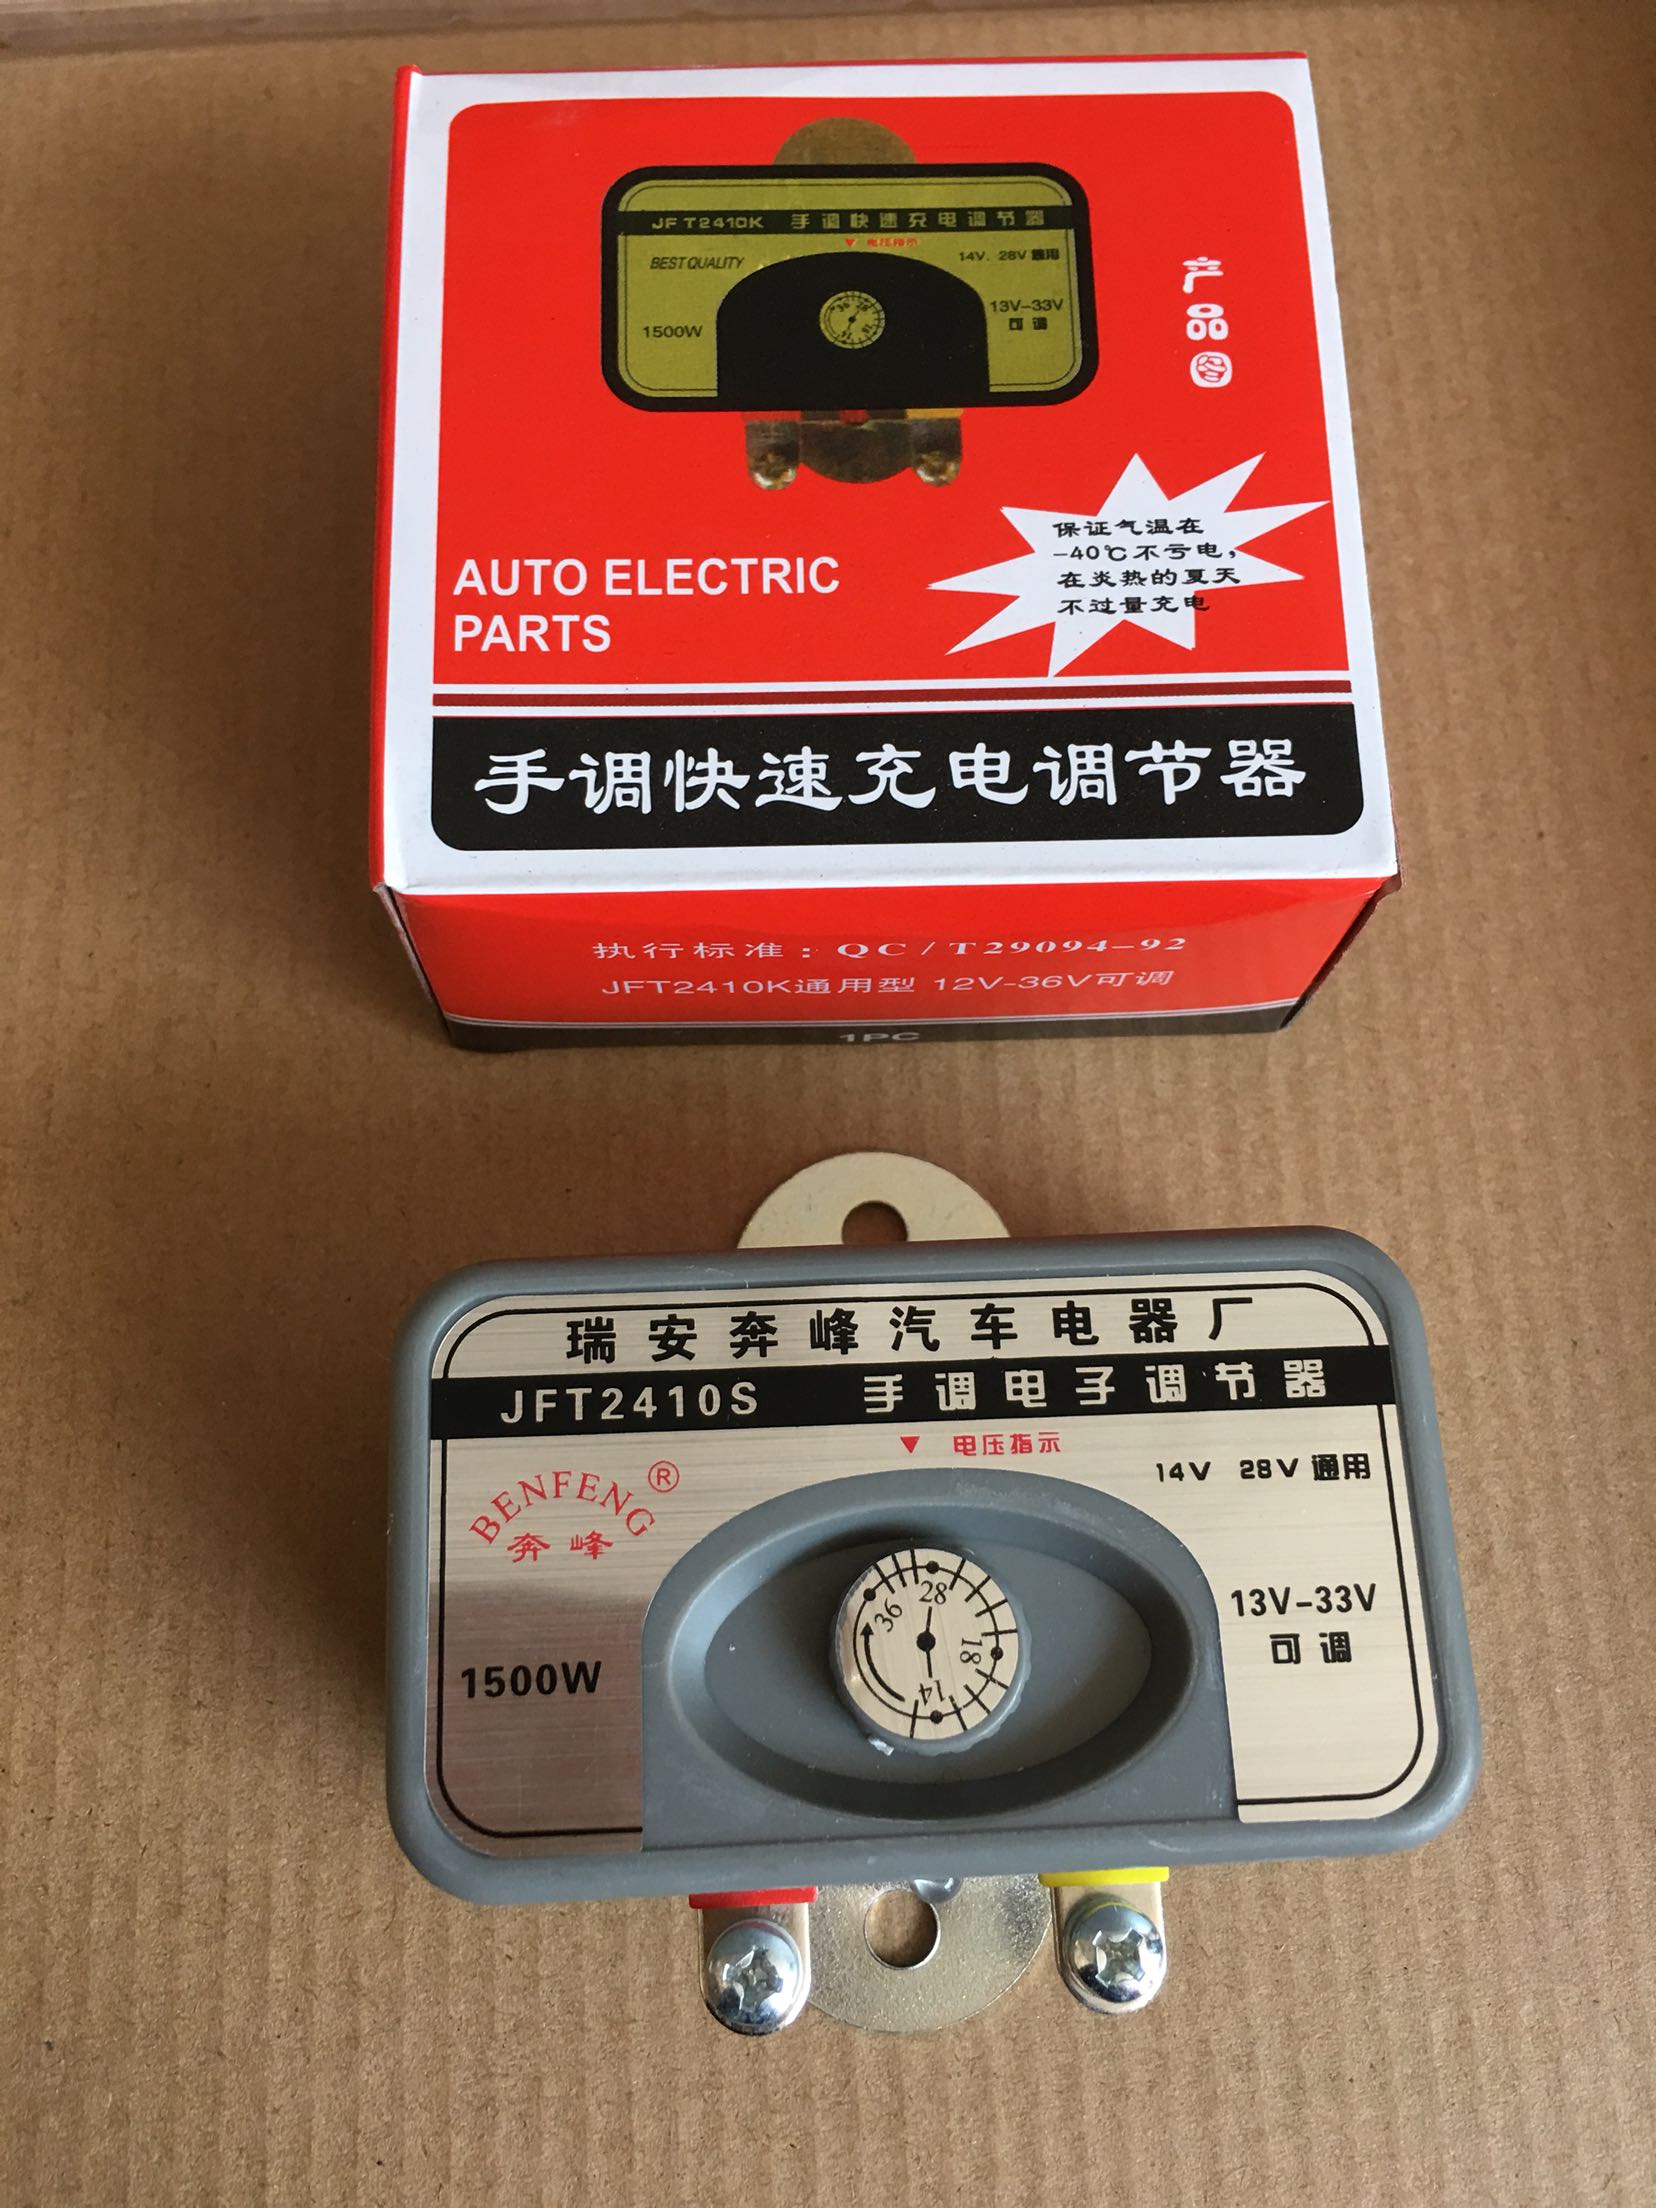 JFT2410K 手调快速充电调节器
电压指示
BEST QUALITY
14V. 28V 通用
1500W
13V-33V
可调
产品图
保证气温在
-40℃不亏电，
在炎热的夏天
不过量充电
AUTO ELECTRIC
PARTS
手调快速充电调节器
执行标准：QC/T29094-92
JFT2410K通用型 12V-36V可调
1PC
瑞安奔峰汽车电器厂
JFT2410S 手调电子调节器
电压指示
BENFENG®
奔峰
14V 28V 通用
1500W
13V-33V
可调
36
28
18
14